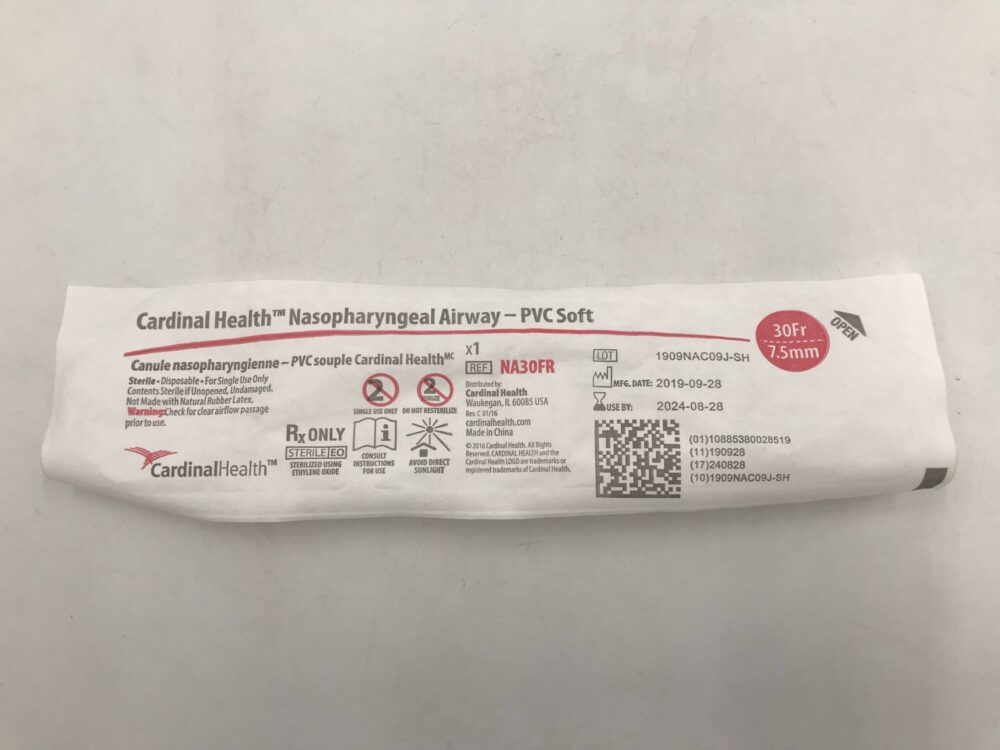 Cardinal Health™ Nasopharyngeal Airway – PVC Soft
30Fr
7.5mm
OPEN
Canule nasopharyngienne – PVC souple Cardinal Healthᴹᶜ
Sterile • Disposable • For Single Use Only
Contents Sterile if Unopened, Undamaged.
Not Made with Natural Rubber Latex.
Warning: Check for clear airflow passage
prior to use.
CardinalHealth™
2
SINGLE USE ONLY
2
STERILIZE
DO NOT RESTERILIZE
Rx ONLY
STERILE EO
STERILIZED USING
ETHYLENE OXIDE
i
CONSULT
INSTRUCTIONS
FOR USE
AVOID DIRECT
SUNLIGHT
x1
REF NA30FR
Distributed by
Cardinal Health
Waukegan, IL 60085 USA
Rev. C 01/16
cardinalhealth.com
Made in China
© 2016 Cardinal Health. All Rights
Reserved. CARDINAL HEALTH and the
Cardinal Health LOGO are trademarks or
registered trademarks of Cardinal Health.
LOT 1909NAC09J-SH
MFG. DATE: 2019-09-28
USE BY: 2024-08-28
(01)10885380028519
(11)190928
(17)240828
(10)1909NAC09J-SH